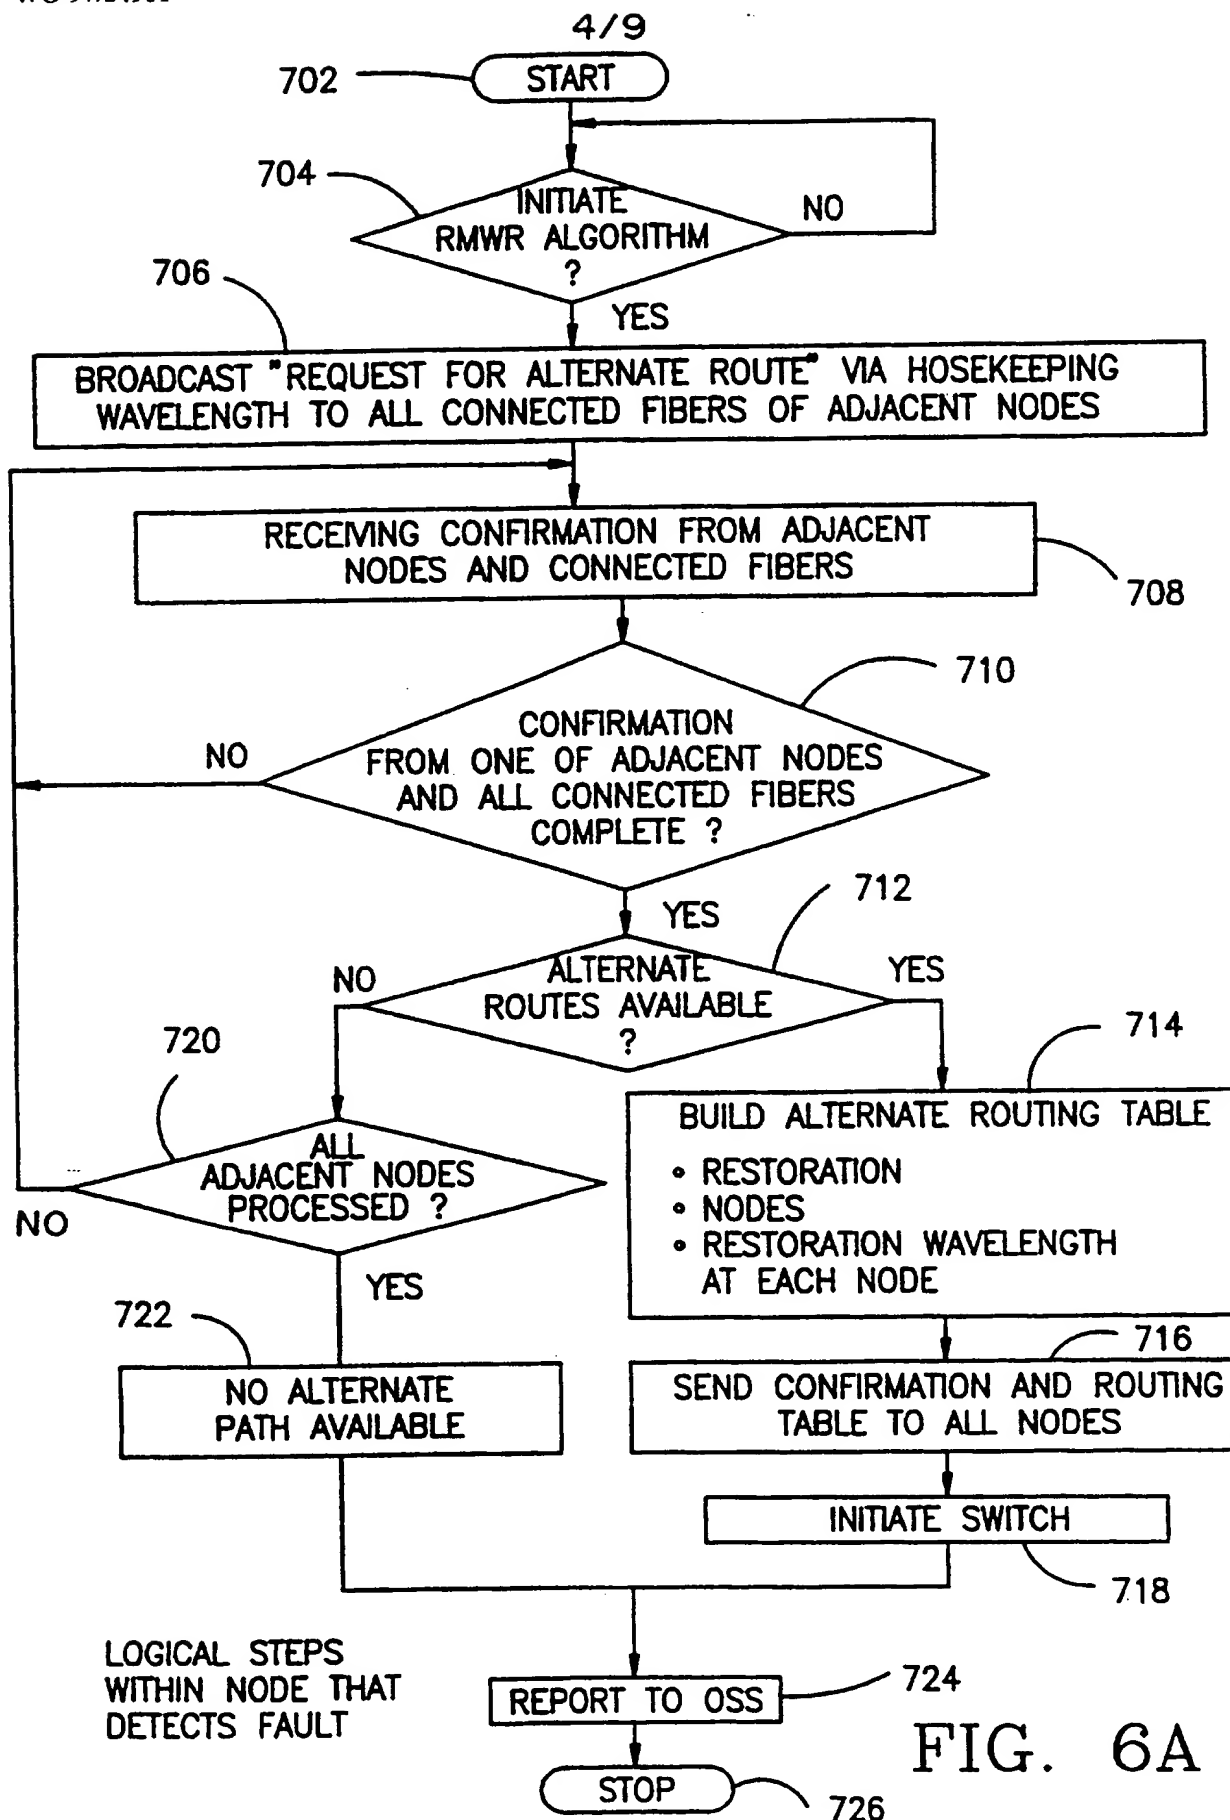 4/9
702
START
704
INITIATE
RMWR ALGORITHM
?
NO
706
YES
BROADCAST "REQUEST FOR ALTERNATE ROUTE" VIA HOSEKEEPING
WAVELENGTH TO ALL CONNECTED FIBERS OF ADJACENT NODES
RECEIVING CONFIRMATION FROM ADJACENT
NODES AND CONNECTED FIBERS
708
710
CONFIRMATION
FROM ONE OF ADJACENT NODES
AND ALL CONNECTED FIBERS
COMPLETE ?
NO
YES
712
ALTERNATE
ROUTES AVAILABLE
?
NO
YES
720
714
ALL
ADJACENT NODES
PROCESSED ?
NO
YES
BUILD ALTERNATE ROUTING TABLE
• RESTORATION
• NODES
• RESTORATION WAVELENGTH
AT EACH NODE
722
NO ALTERNATE
PATH AVAILABLE
716
SEND CONFIRMATION AND ROUTING
TABLE TO ALL NODES
INITIATE SWITCH
718
LOGICAL STEPS
WITHIN NODE THAT
DETECTS FAULT
REPORT TO OSS
724
STOP
726
FIG. 6A